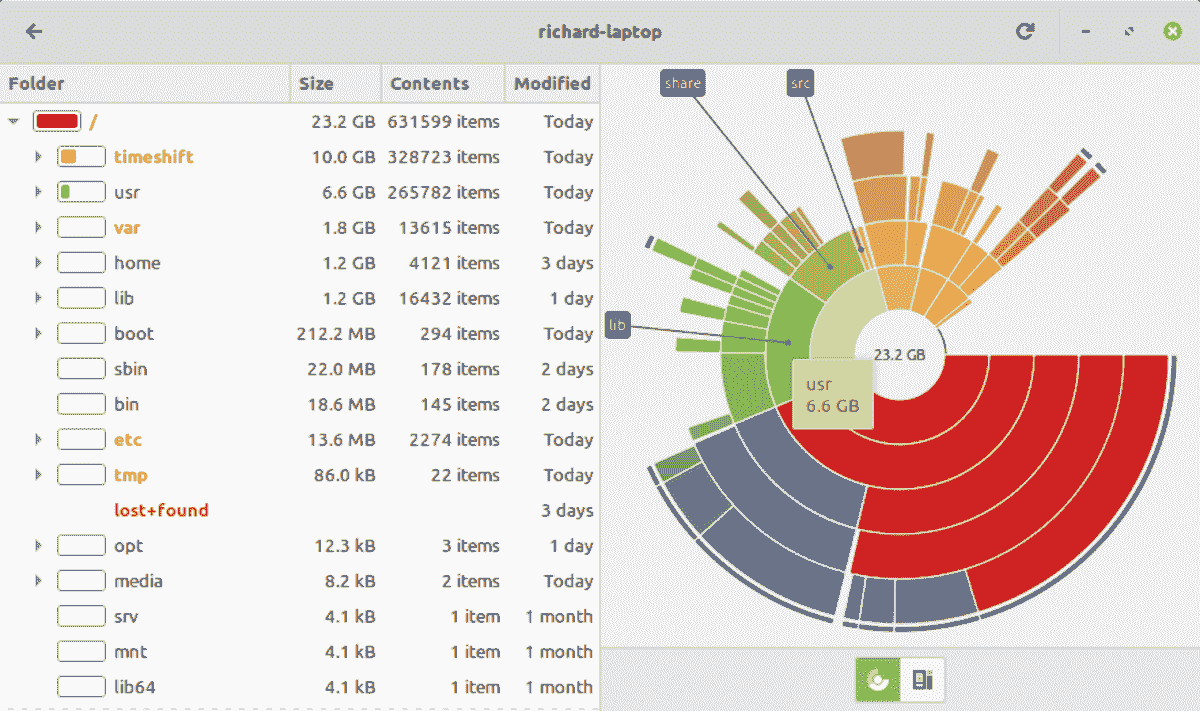 richard-laptop
Folder Size Contents Modified
/ 23.2 GB 631599 items Today
timeshift 10.0 GB 328723 items Today
usr 6.6 GB 265782 items Today
var 1.8 GB 13615 items Today
home 1.2 GB 4121 items 3 days
lib 1.2 GB 16432 items 1 day
boot 212.2 MB 294 items Today
sbin 22.0 MB 178 items 2 days
bin 18.6 MB 145 items 2 days
etc 13.6 MB 2274 items Today
tmp 86.0 kB 22 items Today
lost+found 3 days
opt 12.3 kB 3 items 1 day
media 8.2 kB 2 items Today
srv 4.1 kB 1 item 1 month
mnt 4.1 kB 1 item 1 month
lib64 4.1 kB 1 item 1 month
share
src
lib
23.2 GB
usr
6.6 GB